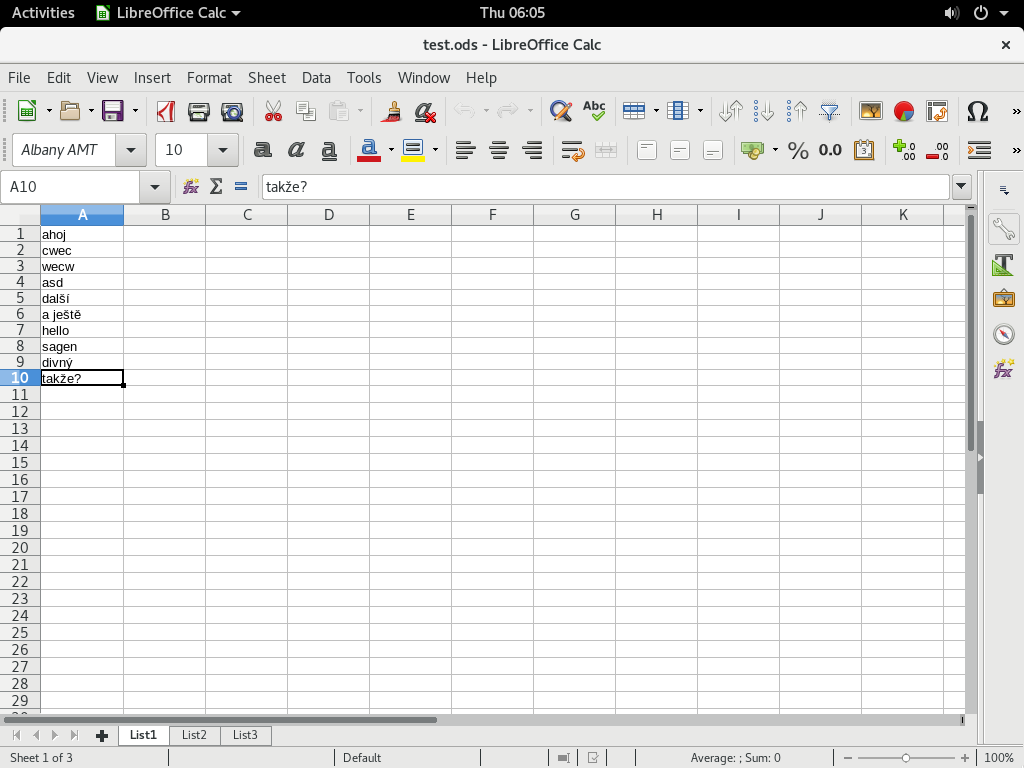 Activities LibreOffice Calc Thu 06:05
test.ods - LibreOffice Calc
File Edit View Insert Format Sheet Data Tools Window Help
Albany AMT 10
A10 takže?
A B C D E F G H I J K
1 ahoj
2 cwec
3 wecw
4 asd
5 další
6 a ještě
7 hello
8 sagen
9 divný
10 takže?
11
12
13
14
15
16
17
18
19
20
21
22
23
24
25
26
27
28
29
List1 List2 List3
Sheet 1 of 3 Default Average: ; Sum: 0 100%